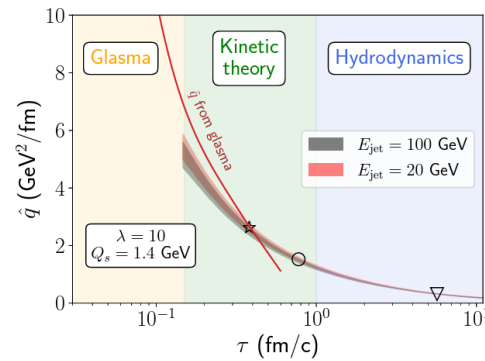 10
8
6
4
2
0
q̂ (GeV²/fm)
Glasma
Kinetic
theory
Hydrodynamics
q̂ from glasma
E_jet = 100 GeV
E_jet = 20 GeV
λ = 10
Q_s = 1.4 GeV
10⁻¹
10⁰
10¹
τ (fm/c)